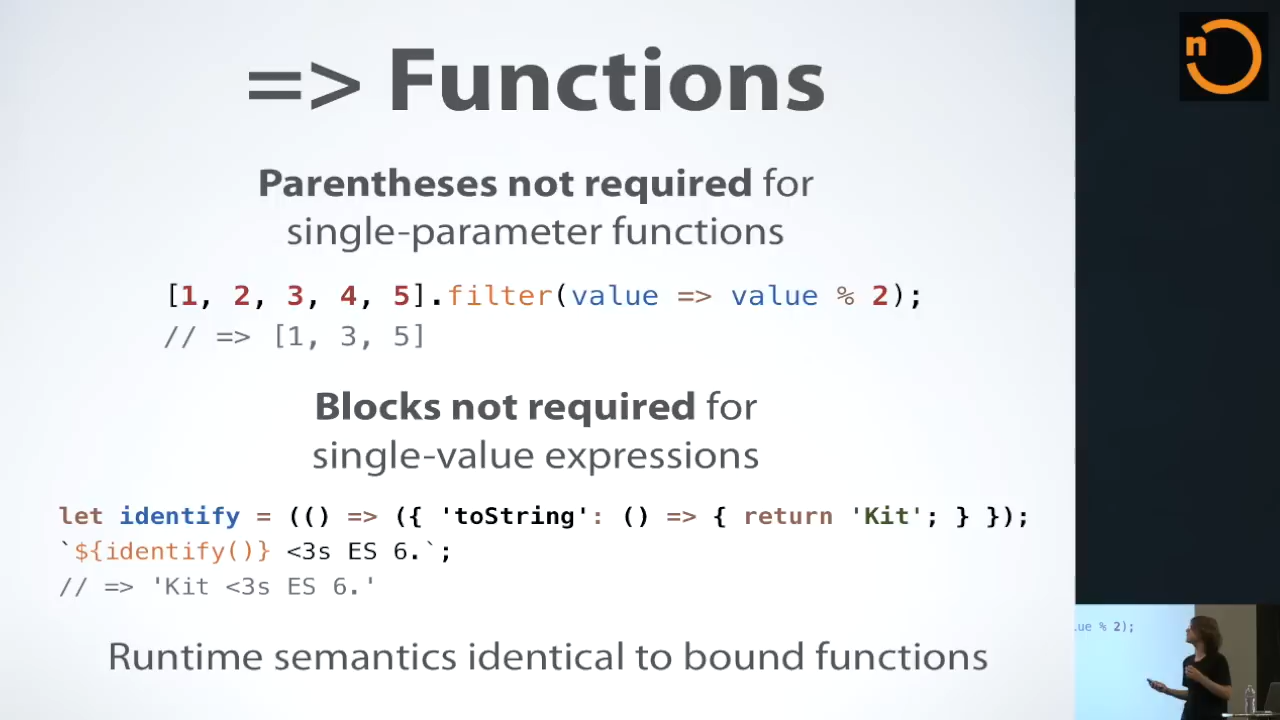 => Functions
Parentheses not required for
single-parameter functions
[1, 2, 3, 4, 5].filter(value => value % 2);
// => [1, 3, 5]
Blocks not required for
single-value expressions
let identify = (() => ({ 'toString': () => { return 'Kit'; } });
`${identify()} <3s ES 6.`;
// => 'Kit <3s ES 6.'
Runtime semantics identical to bound functions
n
ue % 2);